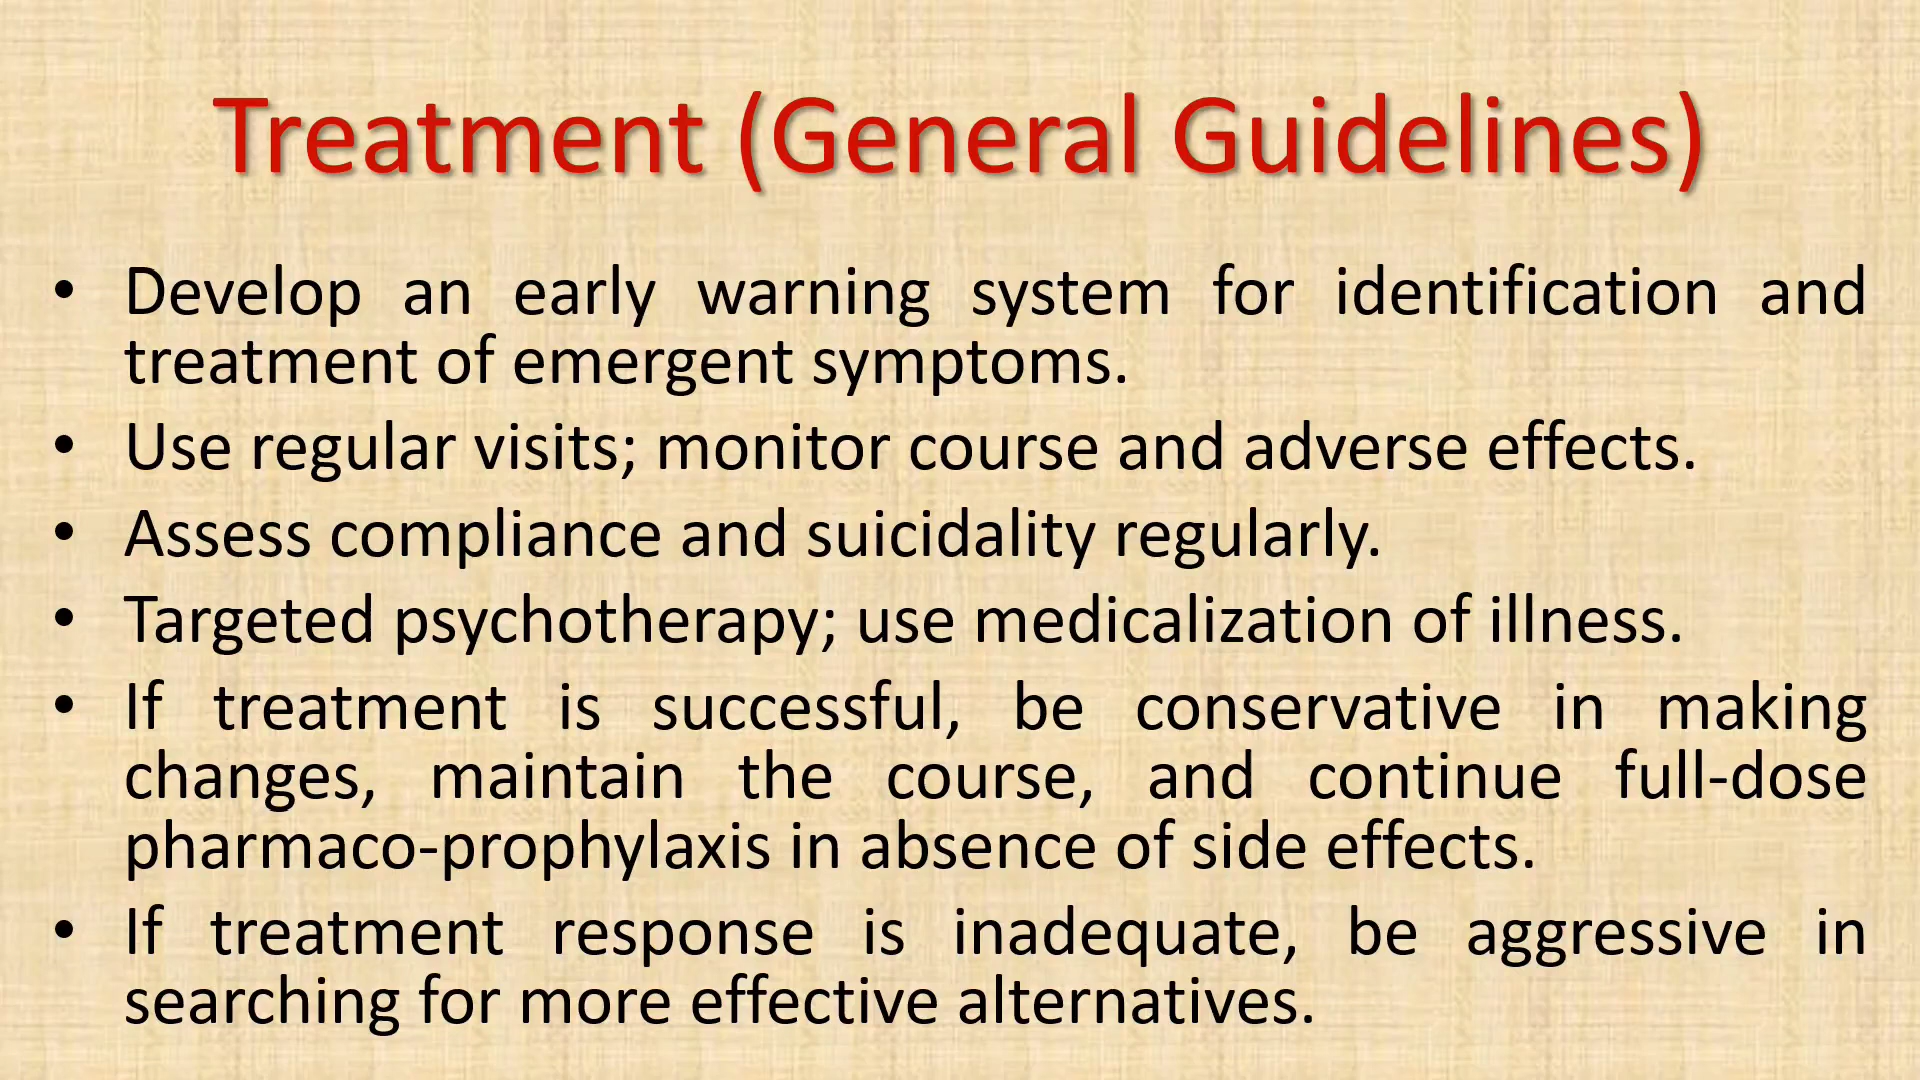 Treatment (General Guidelines)
• Develop an early warning system for identification and
treatment of emergent symptoms.
• Use regular visits; monitor course and adverse effects.
• Assess compliance and suicidality regularly.
• Targeted psychotherapy; use medicalization of illness.
• If treatment is successful, be conservative in making
changes, maintain the course, and continue full-dose
pharmaco-prophylaxis in absence of side effects.
• If treatment response is inadequate, be aggressive in
searching for more effective alternatives.